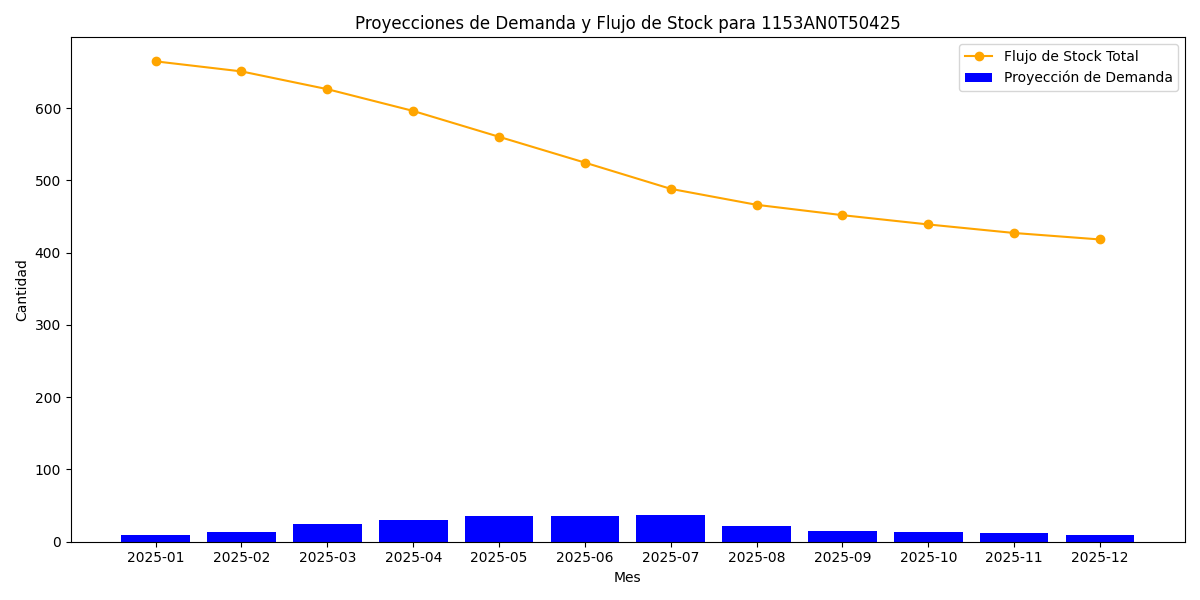 Proyecciones de Demanda y Flujo de Stock para 1153AN0T50425
Flujo de Stock Total
Proyección de Demanda
Cantidad
600
500
400
300
200
100
0
2025-01 2025-02 2025-03 2025-04 2025-05 2025-06 2025-07 2025-08 2025-09 2025-10 2025-11 2025-12
Mes